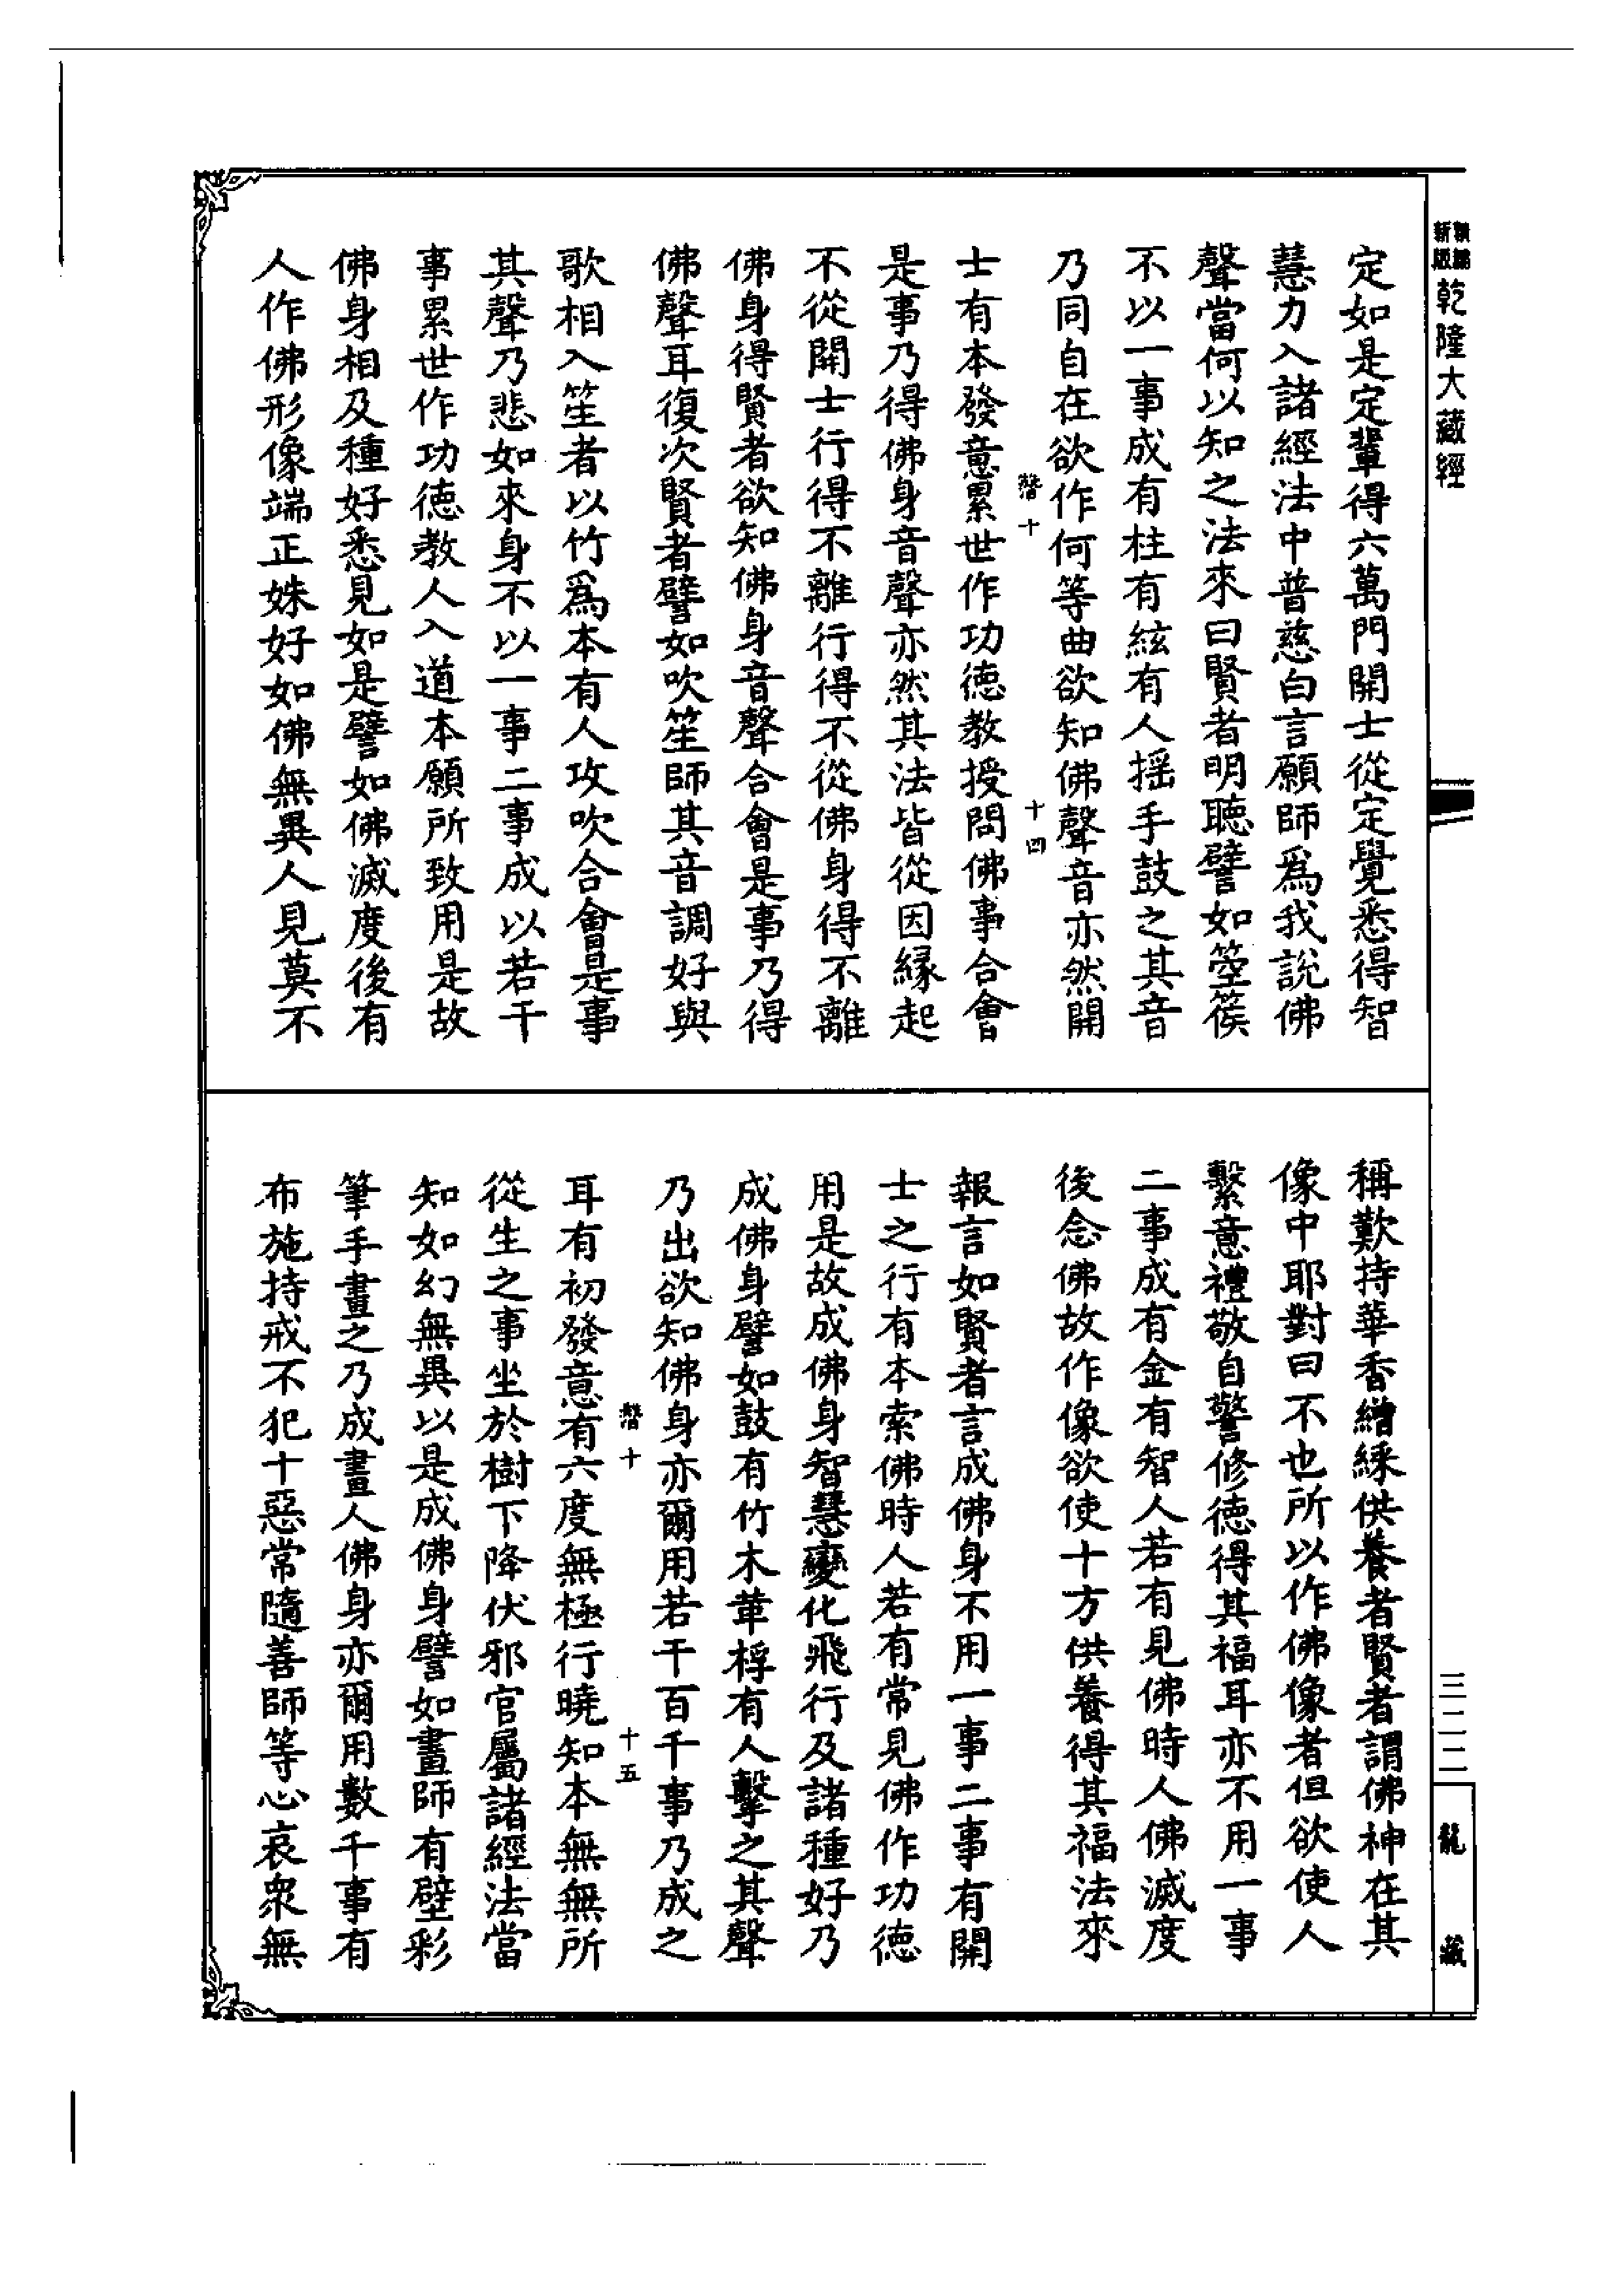 新編
新版
乾隆大藏經
定如是定輩得六萬門開士從定覺悉得智
慧力入諸經法中普慈白言願師爲我說佛
聲當何以知之法來曰賢者明聽譬如箜篌
不以一事成有柱有絃有人揺手鼓之其音
乃同自在欲作何等曲欲知佛聲音亦然開
十
十四
士有本發意累世作功德教授問佛事合會
是事乃得佛身音聲亦然其法皆從因緣起
不從開士行得不離行得不從佛身得不離
佛身得賢者欲知佛身音聲合會是事乃得
佛聲耳復次賢者譬如吹笙師其音調好與
歌相入笙者以竹爲本有人攻吹合會是事
其聲乃悲如來身不以一事二事成以若干
事累世作功德教人入道本願所致用是故
佛身相及種好悉見如是譬如佛滅度後有
人作佛形像端正姝好如佛無異人見莫不
稱歎持華香繒綵供養者賢者謂佛神在其
像中耶對曰不也所以作佛像者但欲使人
繫意禮敬自警修德得其福耳亦不用一事
二事成有金有智人若有見佛時人佛滅度
後念佛故作像欲使十方供養得其福法來
報言如賢者言成佛身不用一事二事有開
士之行有本索佛時人若有常見佛作功德
用是故成佛身智慧變化飛行及諸種好乃
成佛身譬如鼓有竹木革桴有人擊之其聲
乃出欲知佛身亦爾用若干百千事乃成之
十
十五
耳有初發意有六度無極行曉知本無無所
從生之事坐於樹下降伏邪官屬諸經法當
知如幻無異以是成佛身譬如畫師有壁彩
筆手畫之乃成畫人佛身亦爾用數千事有
布施持戒不犯十惡常隨善師等心哀眾無
三二二
龍藏